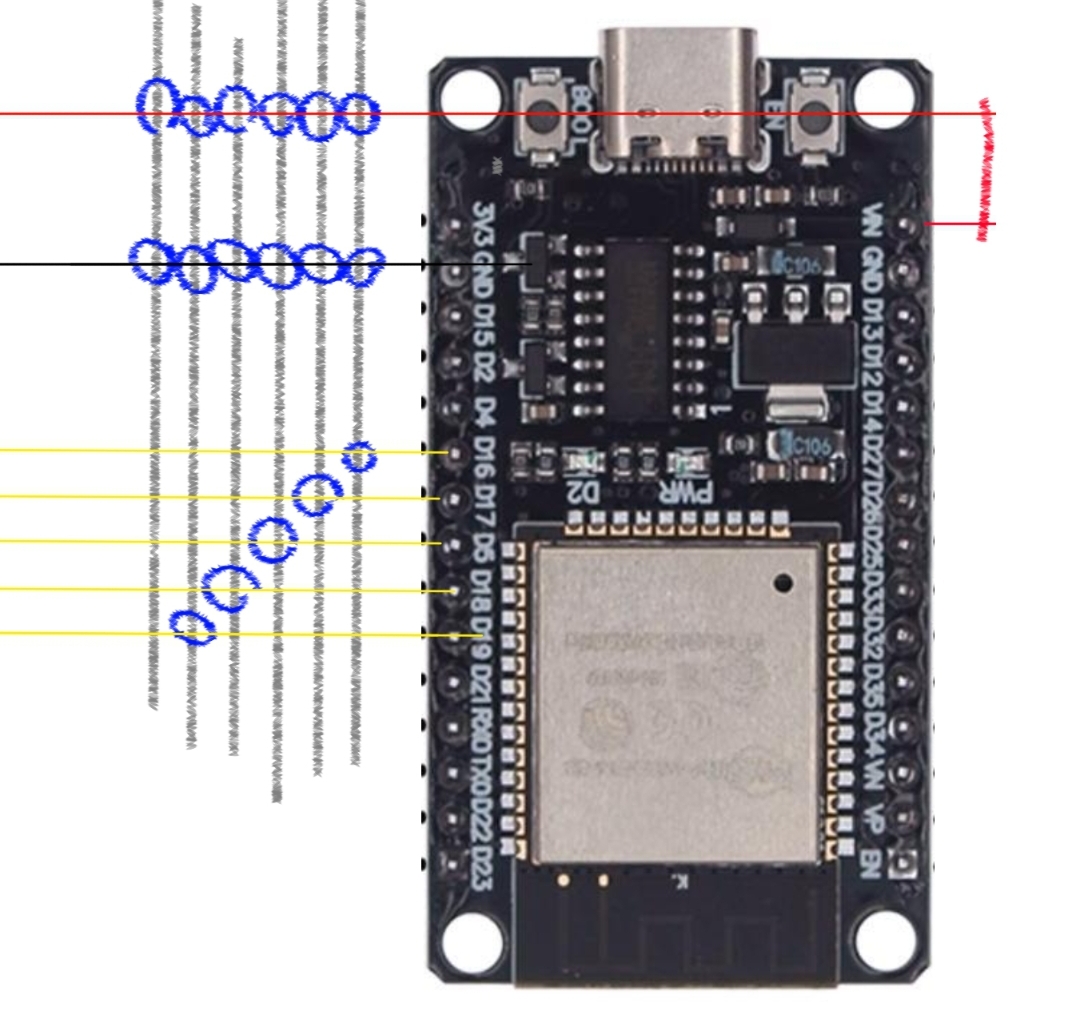 BOOT
EN
3V3 GND D15 D2 D4 D16 D17 D5 D18 D19 D21 RX0 TX0 D22 D23
VN GND D13 D12 D14 D27 D26 D25 D33 D32 D35 D34 VN VP EN
C106
1
C106
D2
PWR